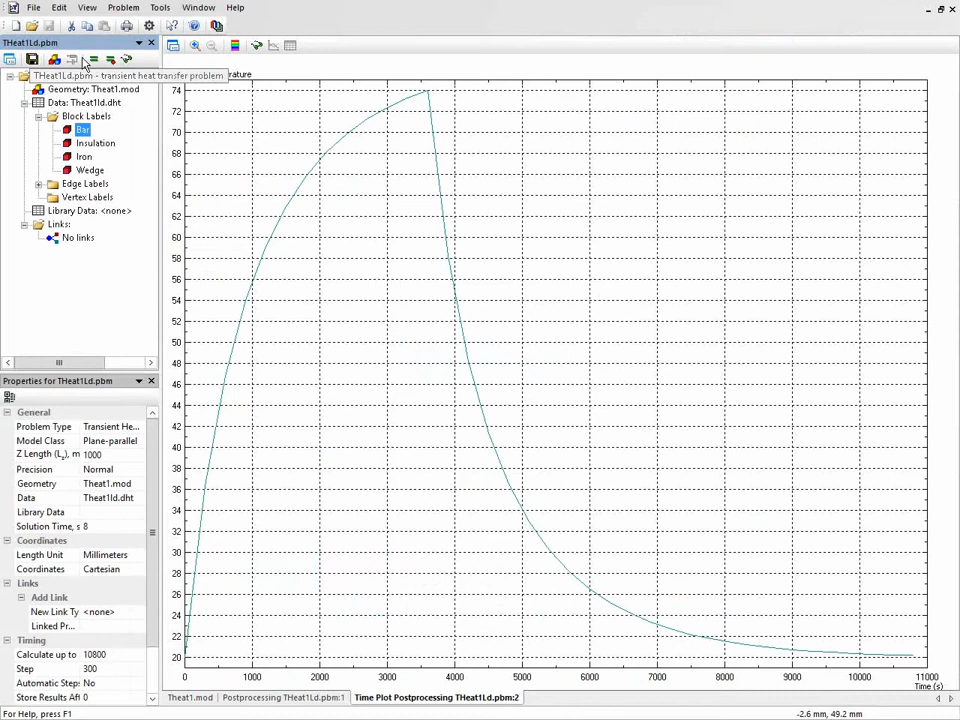 File Edit View Problem Tools Window Help
THeat1Ld.pbm
THeat1Ld.pbm - transient heat transfer problem
Geometry: Theat1.mod
Data: Theat1ld.dht
Block Labels
Bar
Insulation
Iron
Wedge
Edge Labels
Vertex Labels
Library Data: <none>
Links:
No links
Properties for THeat1Ld.pbm
General
Problem Type Transient He...
Model Class Plane-parallel
Z Length (Lz), m 1000
Precision Normal
Geometry Theat1.mod
Data Theat1ld.dht
Library Data
Solution Time, s 8
Coordinates
Length Unit Millimeters
Coordinates Cartesian
Links
Add Link
New Link Ty <none>
Linked Pr...
Timing
Calculate up to 10800
Step 300
Automatic Step No
Store Results Aft 0
74
72
70
68
66
64
62
60
58
56
54
52
50
48
46
44
42
40
38
36
34
32
30
28
26
24
22
20
0 1000 2000 3000 4000 5000 6000 7000 8000 9000 10000 11000
Time (s)
Theat1.mod Postprocessing THeat1Ld.pbm:1 Time Plot Postprocessing THeat1Ld.pbm:2
For Help, press F1
-2.6 mm, 49.2 mm